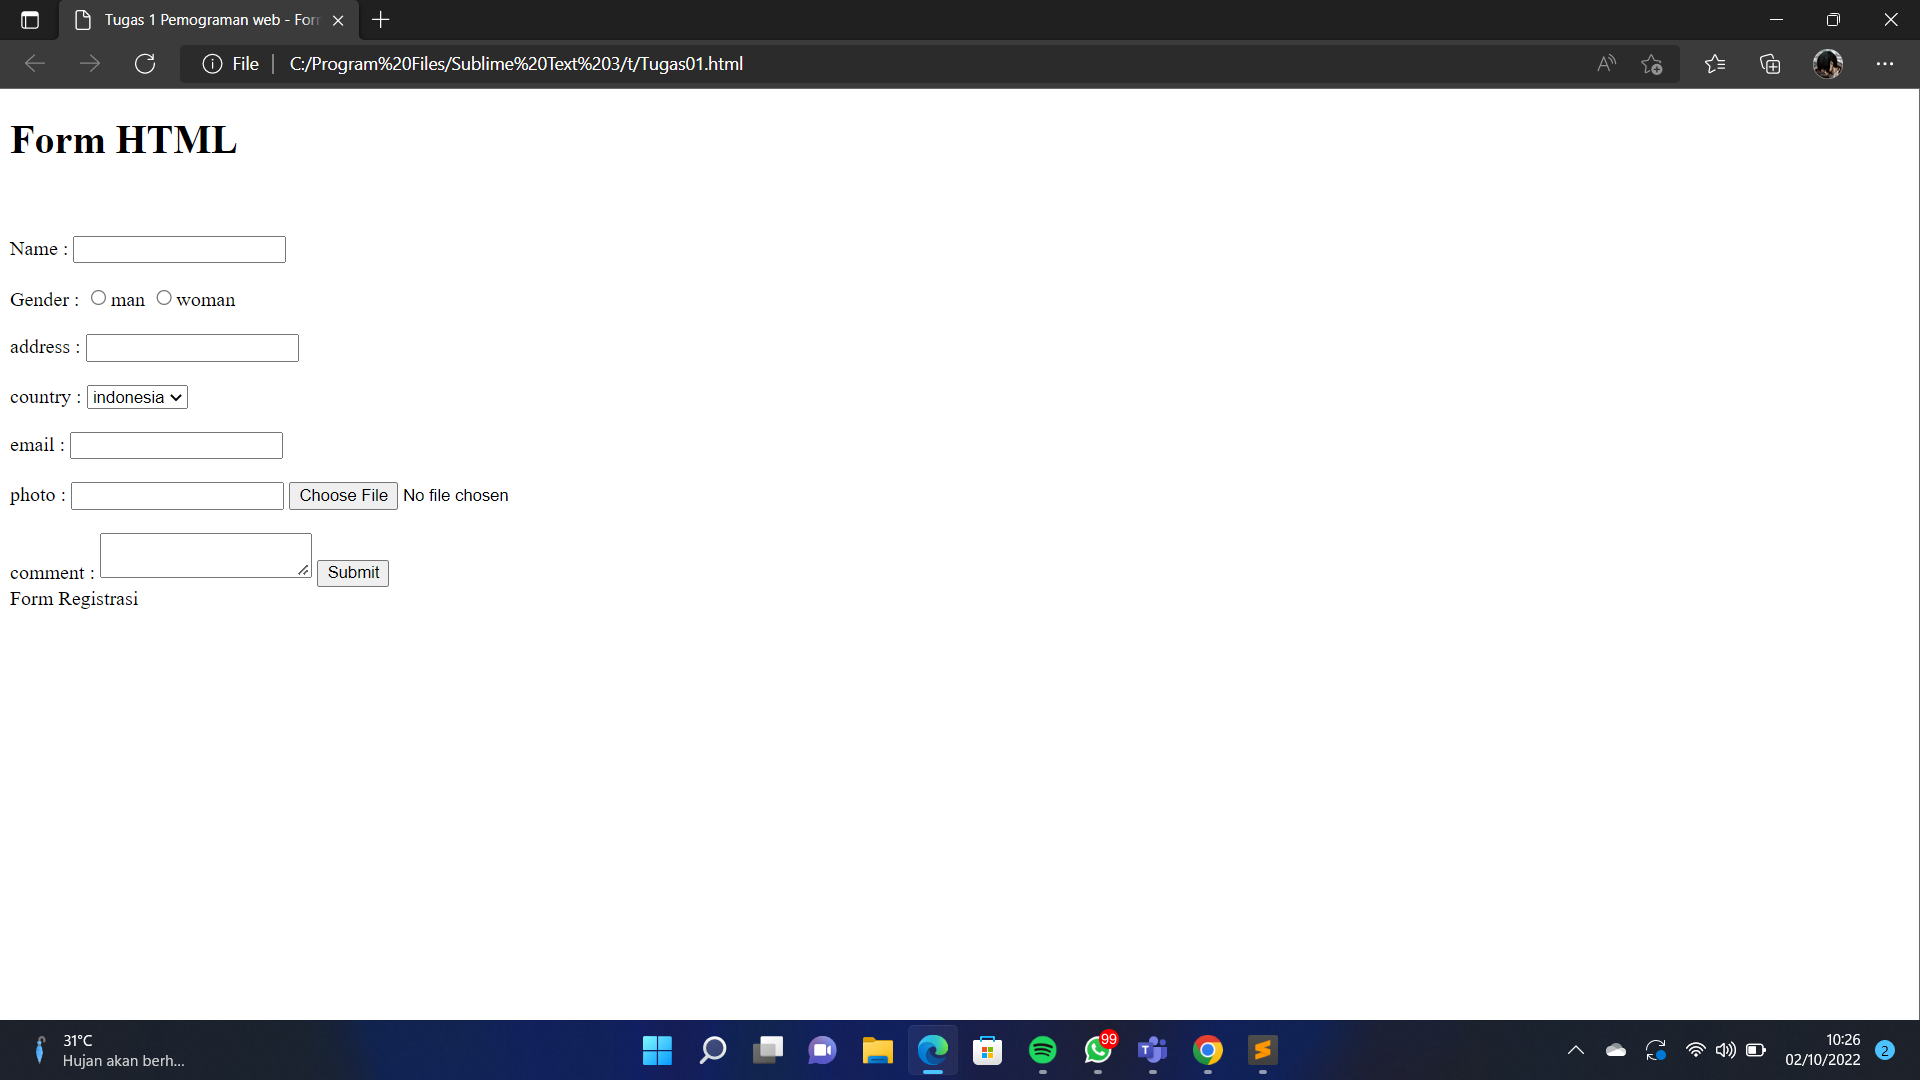 Tugas 1 Pemograman web - For
File
C:/Program%20Files/Sublime%20Text%203/t/Tugas01.html
Form HTML
Name :
Gender : man woman
address :
country : indonesia
email :
photo : Choose File No file chosen
comment : Submit
Form Registrasi
31°C
Hujan akan berh...
99
10:26
02/10/2022
2